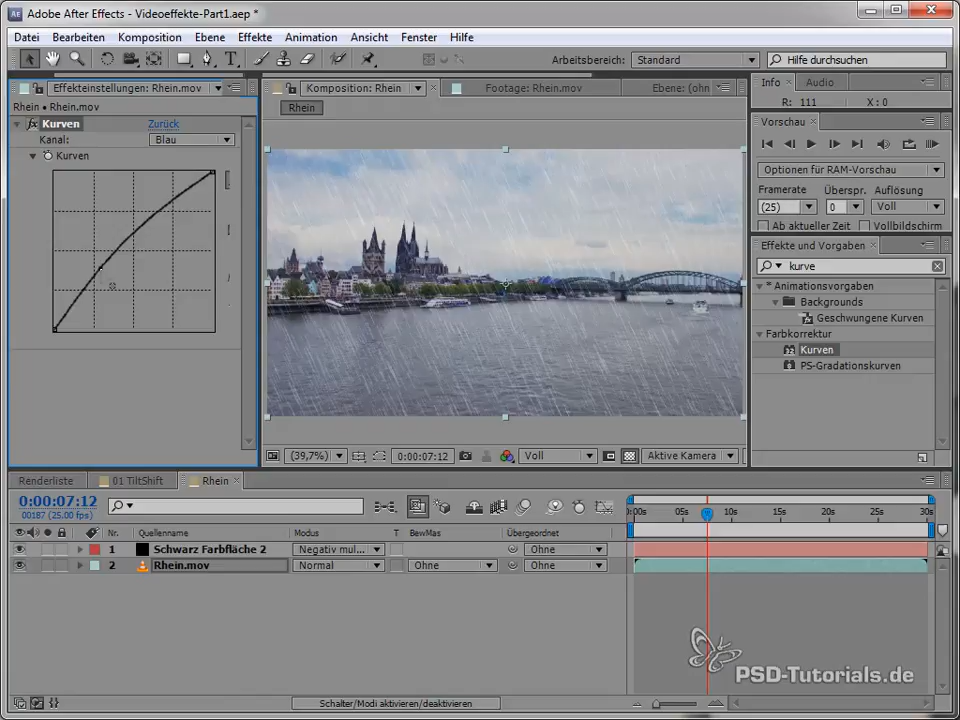 Adobe After Effects - Videoeffekte-Part1.aep *
Datei Bearbeiten Komposition Ebene Effekte Animation Ansicht Fenster Hilfe
Arbeitsbereich: Standard Hilfe durchsuchen
Effekteinstellungen: Rhein.mov
Komposition: Rhein
Footage: Rhein.mov
Ebene: (ohn
Info Audio
R: 111 X: 0
Rhein • Rhein.mov
Rhein
fx Kurven Zurück
Kanal: Blau
Kurven
Vorschau
Optionen für RAM-Vorschau
Framerate Überspr. Auflösung
(25) 0 Voll
Ab aktueller Zeit Vollbildschirm
Effekte und Vorgaben
kurve
* Animationsvorgaben
Backgrounds
Geschwungene Kurven
Farbkorrektur
Kurven
PS-Gradationskurven
(39,7%) 0:00:07:12 Voll Aktive Kamera
Renderliste 01 TiltShift Rhein
0:00:07:12
00187 (25.00 fps)
:00s 05s 10s 15s 20s 25s 30s
Nr. Quellenname Modus T BewMas Übergeordnet
1 Schwarz Farbfläche 2 Negativ mul... Ohne
2 Rhein.mov Normal Ohne Ohne
PSD-Tutorials.de
Schalter/Modi aktivieren/deaktivieren